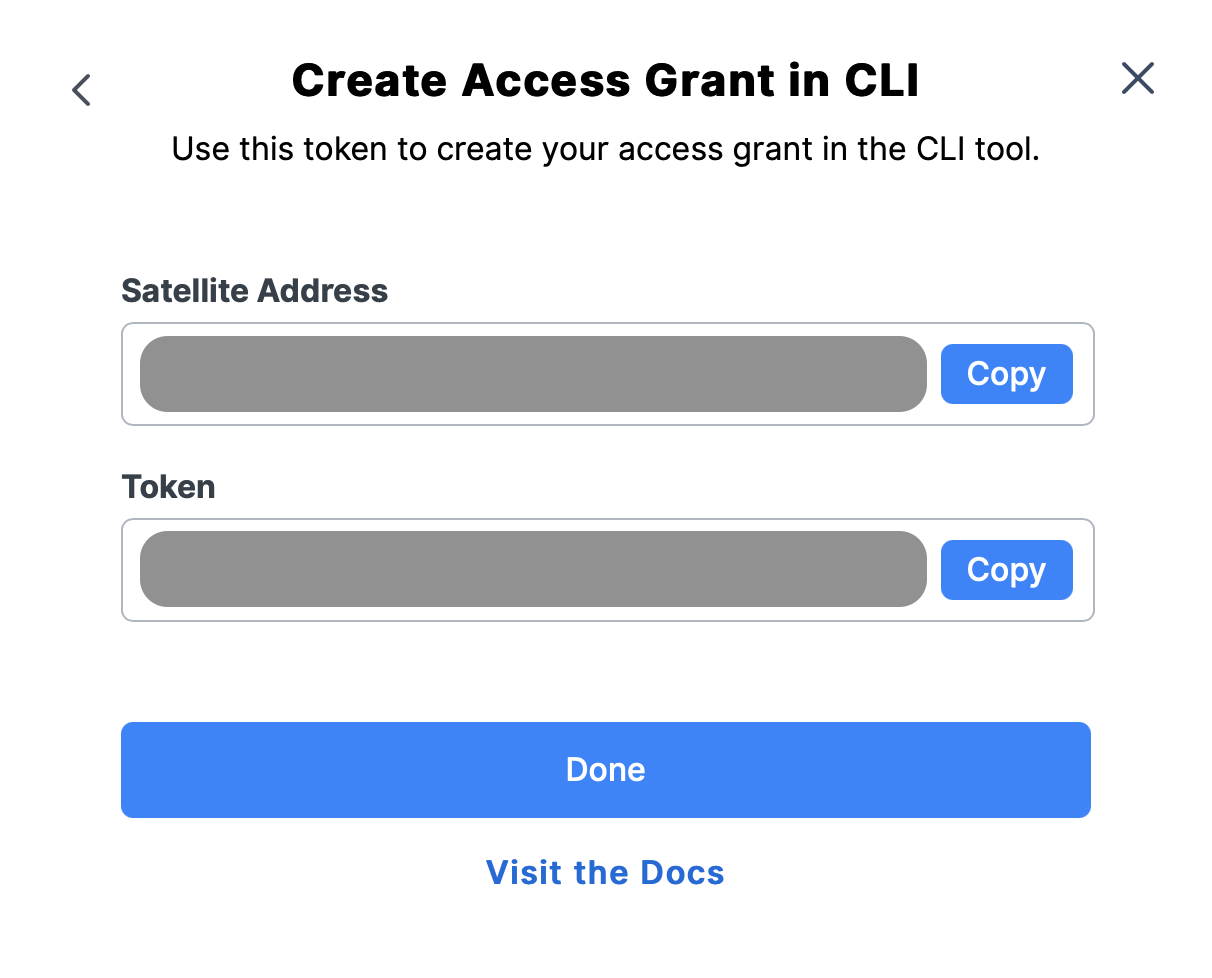 Create Access Grant in CLI
Use this token to create your access grant in the CLI tool.
Satellite Address
Copy
Token
Copy
Done
Visit the Docs